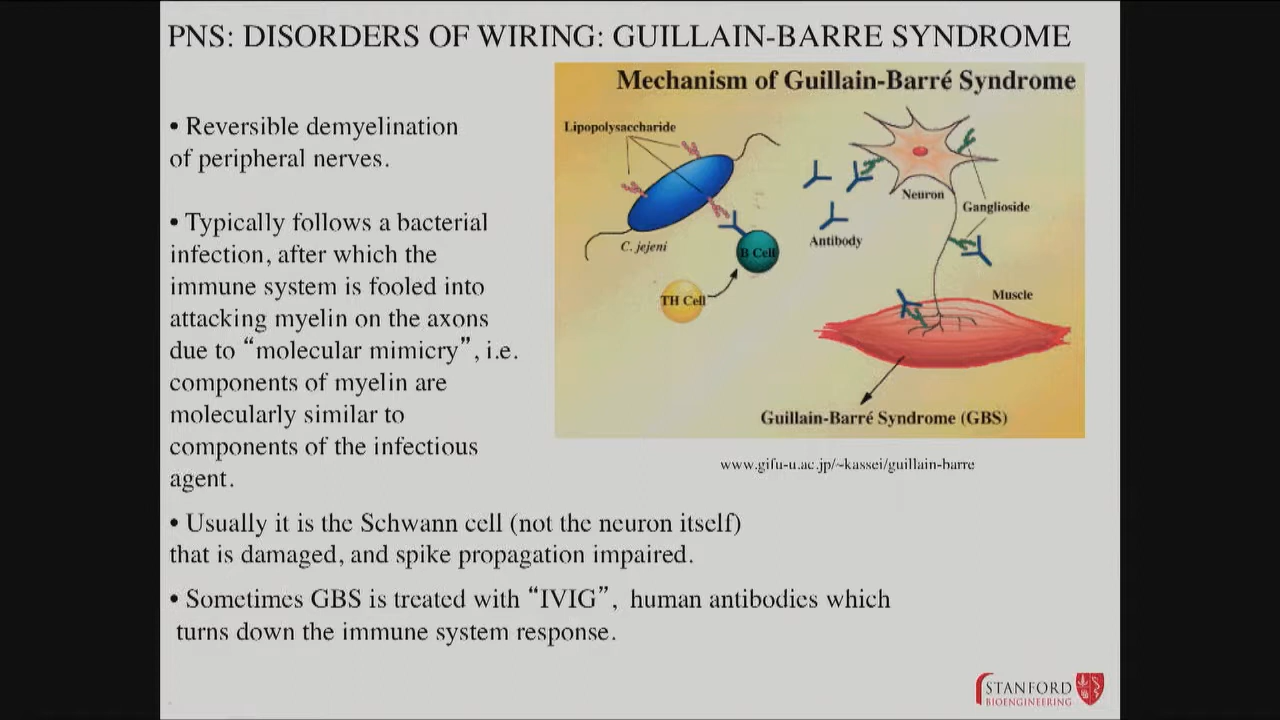 PNS: DISORDERS OF WIRING: GUILLAIN-BARRE SYNDROME
• Reversible demyelination
of peripheral nerves.
• Typically follows a bacterial
infection, after which the
immune system is fooled into
attacking myelin on the axons
due to “molecular mimicry”, i.e.
components of myelin are
molecularly similar to
components of the infectious
agent.
Mechanism of Guillain-Barré Syndrome
Lipopolysaccharide
C. jejeni
B Cell
TH Cell
Antibody
Neuron
Ganglioside
Muscle
Guillain-Barré Syndrome (GBS)
www.gifu-u.ac.jp/~kassei/guillain-barre
• Usually it is the Schwann cell (not the neuron itself)
that is damaged, and spike propagation impaired.
• Sometimes GBS is treated with “IVIG”, human antibodies which
turns down the immune system response.
STANFORD
BIOENGINEERING